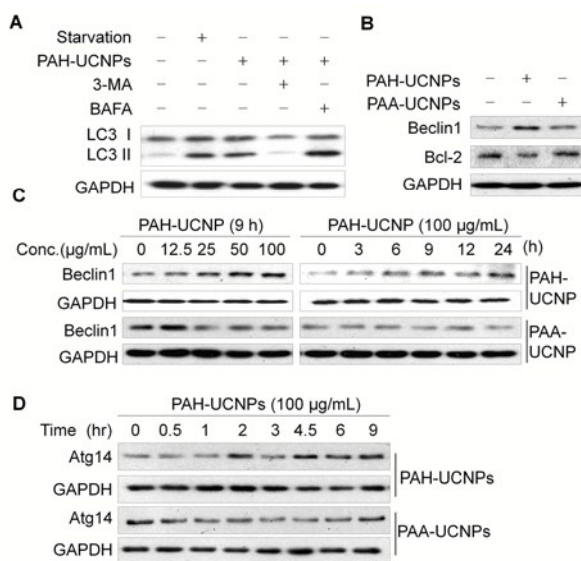 A
Starvation − + − − −
PAH-UCNPs − − + + +
3-MA − − − + −
BAFA − − − − +
LC3 I
LC3 II
GAPDH
B
PAH-UCNPs − + −
PAA-UCNPs − − +
Beclin1
Bcl-2
GAPDH
C
PAH-UCNP (9 h) PAH-UCNP (100 µg/mL)
Conc.(µg/mL) 0 12.5 25 50 100 0 3 6 9 12 24 (h)
Beclin1
GAPDH
PAH-
UCNP
Beclin1
GAPDH
PAA-
UCNP
D
PAH-UCNPs (100 µg/mL)
Time (hr) 0 0.5 1 2 3 4.5 6 9
Atg14
GAPDH
PAH-UCNPs
Atg14
GAPDH
PAA-UCNPs